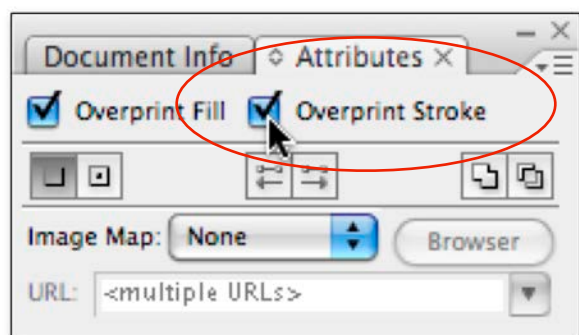 Document Info Attributes
Overprint Fill Overprint Stroke
Image Map: None Browser
URL: <multiple URLs>